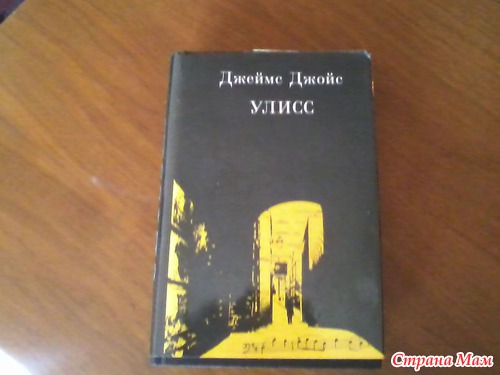 Джеймс Джойс
УЛИСС
Страна Мам